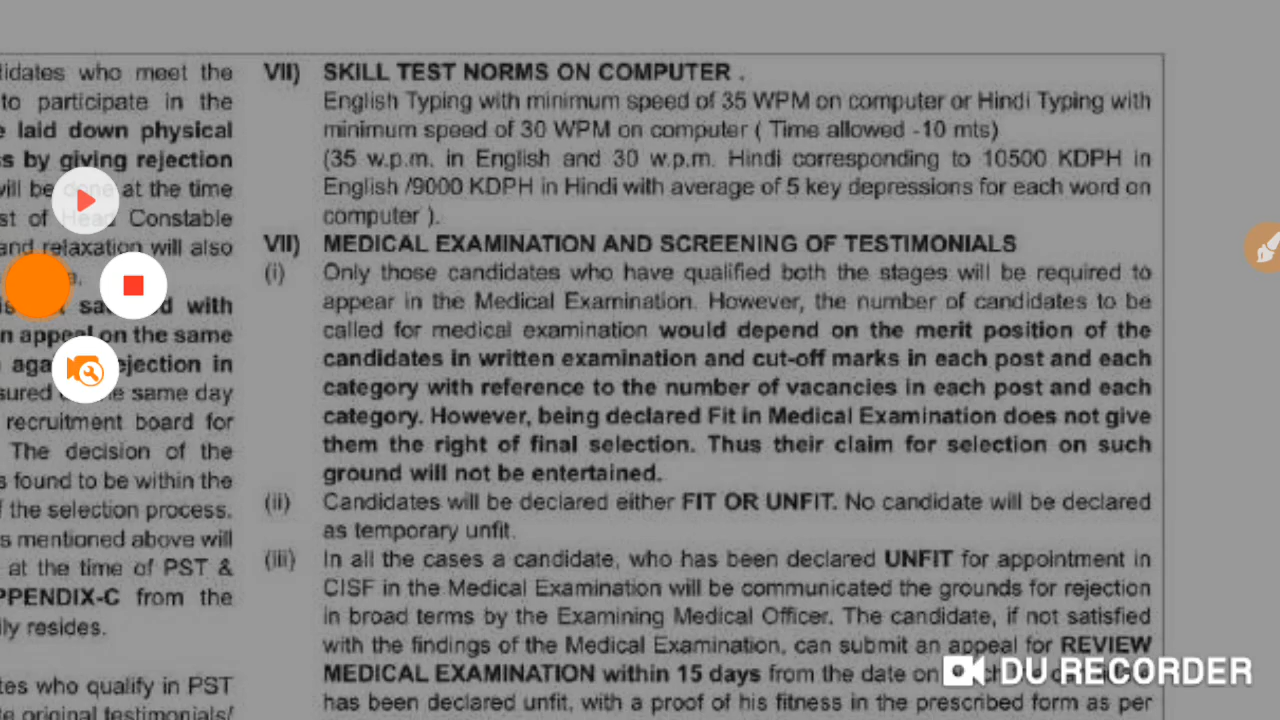 didates who meet the
to participate in the
e laid down physical
ss by giving rejection
will be done at the time
st of Head Constable
and relaxation will also
with
n appeal on the same
ejection in
sured same day
recruitment board for
The decision of the
s found to be within the
f the selection process.
s mentioned above will
at the time of PST &
PPENDIX-C from the
ily resides.
tes who qualify in PST
e original testimonials/
VII) SKILL TEST NORMS ON COMPUTER .
English Typing with minimum speed of 35 WPM on computer or Hindi Typing with
minimum speed of 30 WPM on computer ( Time allowed -10 mts)
(35 w.p.m. in English and 30 w.p.m. Hindi corresponding to 10500 KDPH in
English /9000 KDPH in Hindi with average of 5 key depressions for each word on
computer ).
VII) MEDICAL EXAMINATION AND SCREENING OF TESTIMONIALS
(i) Only those candidates who have qualified both the stages will be required to
appear in the Medical Examination. However, the number of candidates to be
called for medical examination would depend on the merit position of the
candidates in written examination and cut-off marks in each post and each
category with reference to the number of vacancies in each post and each
category. However, being declared Fit in Medical Examination does not give
them the right of final selection. Thus their claim for selection on such
ground will not be entertained.
(ii) Candidates will be declared either FIT OR UNFIT. No candidate will be declared
as temporary unfit.
(iii) In all the cases a candidate, who has been declared UNFIT for appointment in
CISF in the Medical Examination will be communicated the grounds for rejection
in broad terms by the Examining Medical Officer. The candidate, if not satisfied
with the findings of the Medical Examination, can submit an appeal for REVIEW
MEDICAL EXAMINATION within 15 days from the date on
has been declared unfit, with a proof of his fitness in the prescribed form as per
DU RECORDER